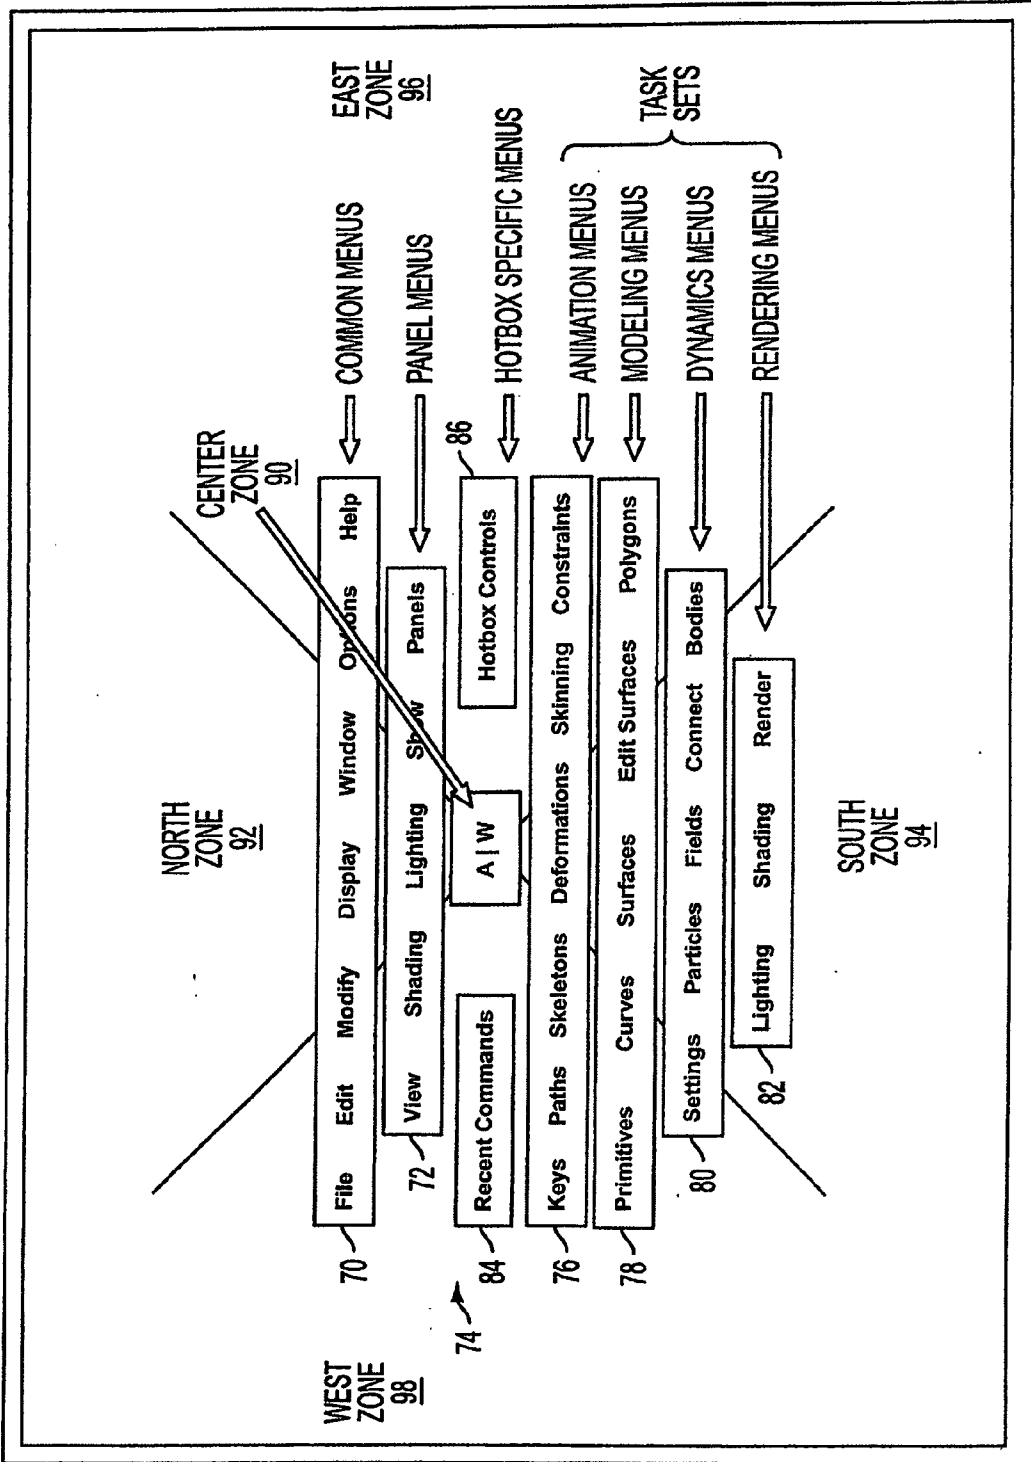 NORTH
ZONE
92
CENTER
ZONE
90
WEST
ZONE
98
EAST
ZONE
96
70
File Edit Modify Display Window Options Help
COMMON MENUS
72
View Shading Lighting Show Panels
PANEL MENUS
74
84
Recent Commands
A | W
Hotbox Controls
86
HOTBOX SPECIFIC MENUS
76
Keys Paths Skeletons Deformations Skinning Constraints
ANIMATION MENUS
78
Primitives Curves Surfaces Edit Surfaces Polygons
MODELING MENUS
80
Settings Particles Fields Connect Bodies
DYNAMICS MENUS
82
Lighting Shading Render
RENDERING MENUS
TASK
SETS
SOUTH
ZONE
94